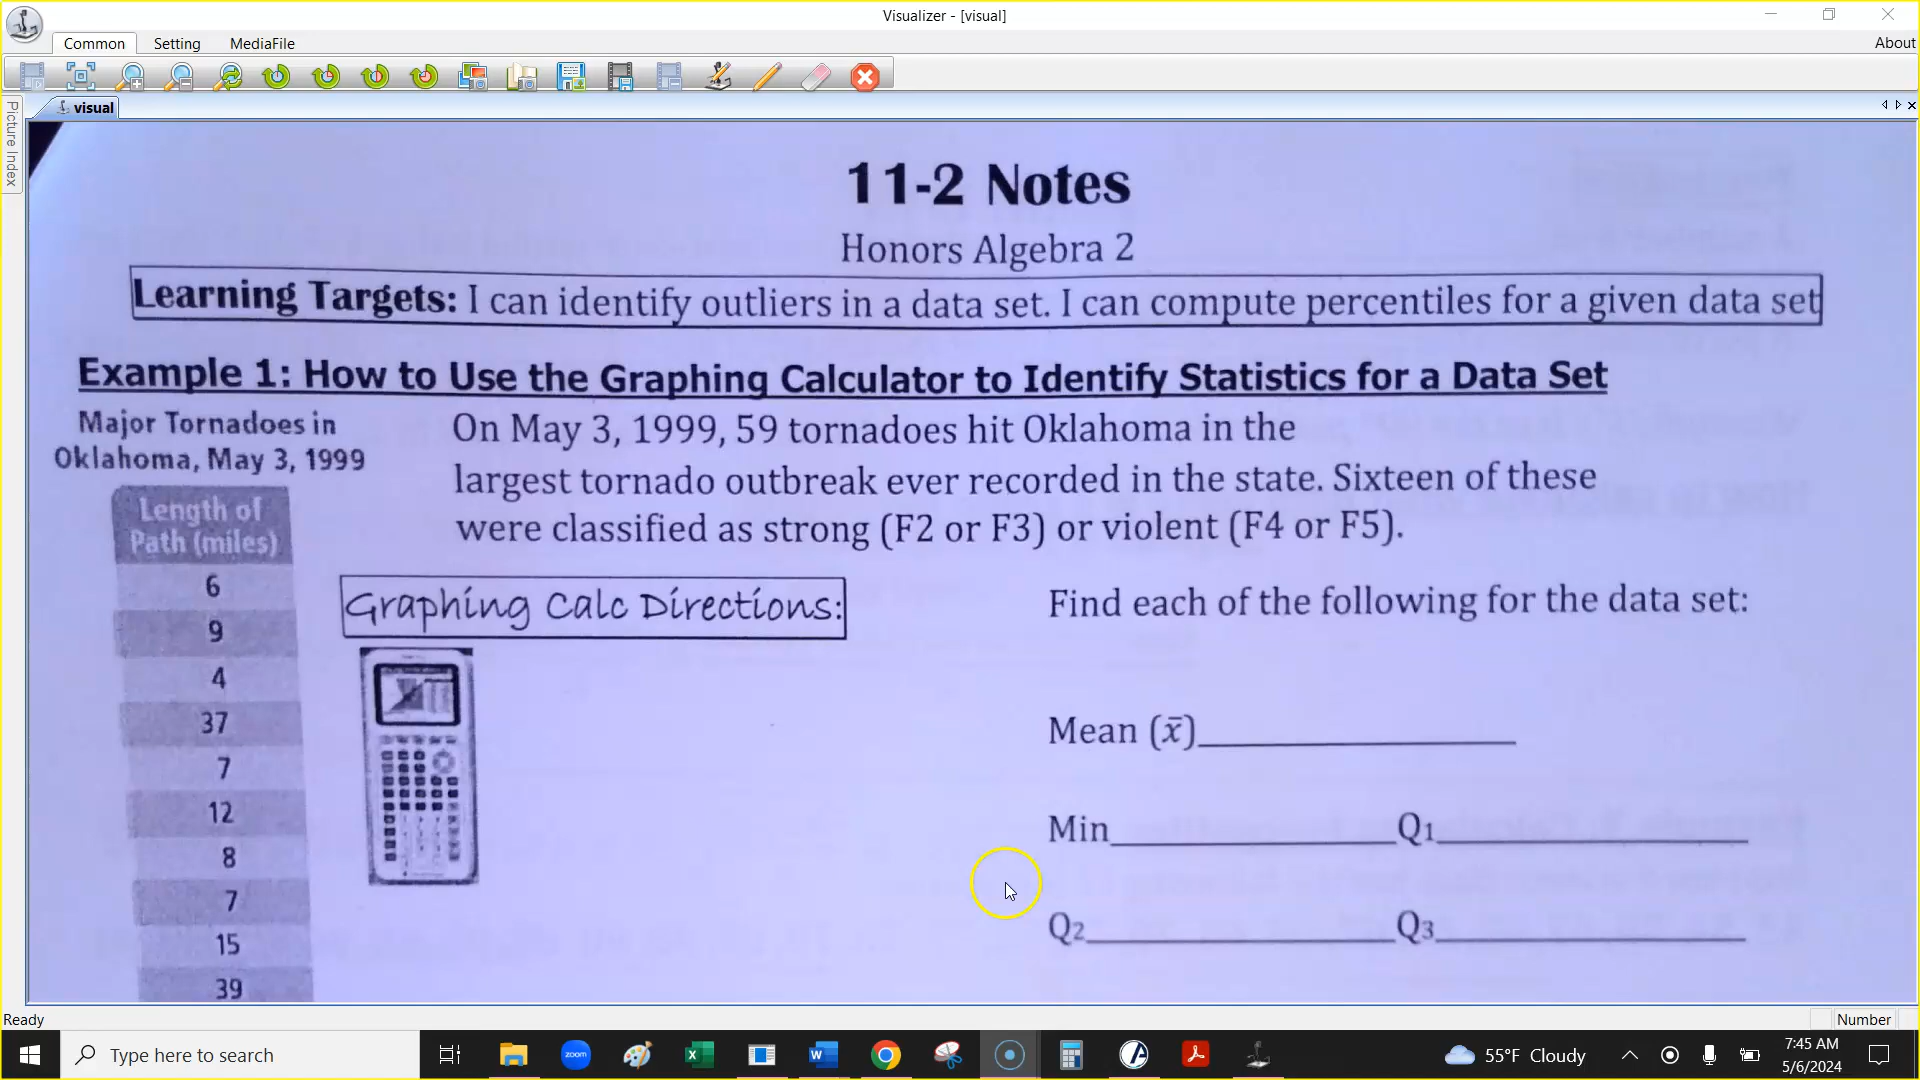 Visualizer - [visual]
Common Setting MediaFile About
Picture Index
visual
11-2 Notes
Honors Algebra 2
Learning Targets: I can identify outliers in a data set. I can compute percentiles for a given data set
Example 1: How to Use the Graphing Calculator to Identify Statistics for a Data Set
Major Tornadoes in
Oklahoma, May 3, 1999
Length of
Path (miles)
6
9
4
37
7
12
8
7
15
39
On May 3, 1999, 59 tornadoes hit Oklahoma in the
largest tornado outbreak ever recorded in the state. Sixteen of these
were classified as strong (F2 or F3) or violent (F4 or F5).
Graphing Calc Directions:
Find each of the following for the data set:
Mean (x̄)
Min Q1
Q2 Q3
Ready Number
Type here to search
zoom
55°F Cloudy
7:45 AM
5/6/2024